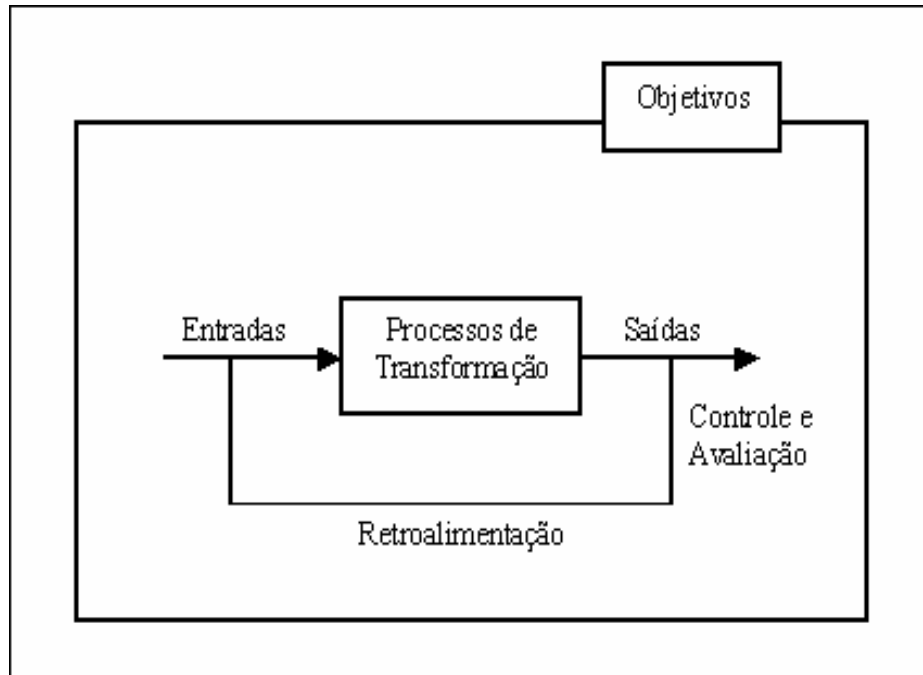 Objetivos
Entradas
Processos de
Transformação
Saídas
Controle e
Avaliação
Retroalimentação